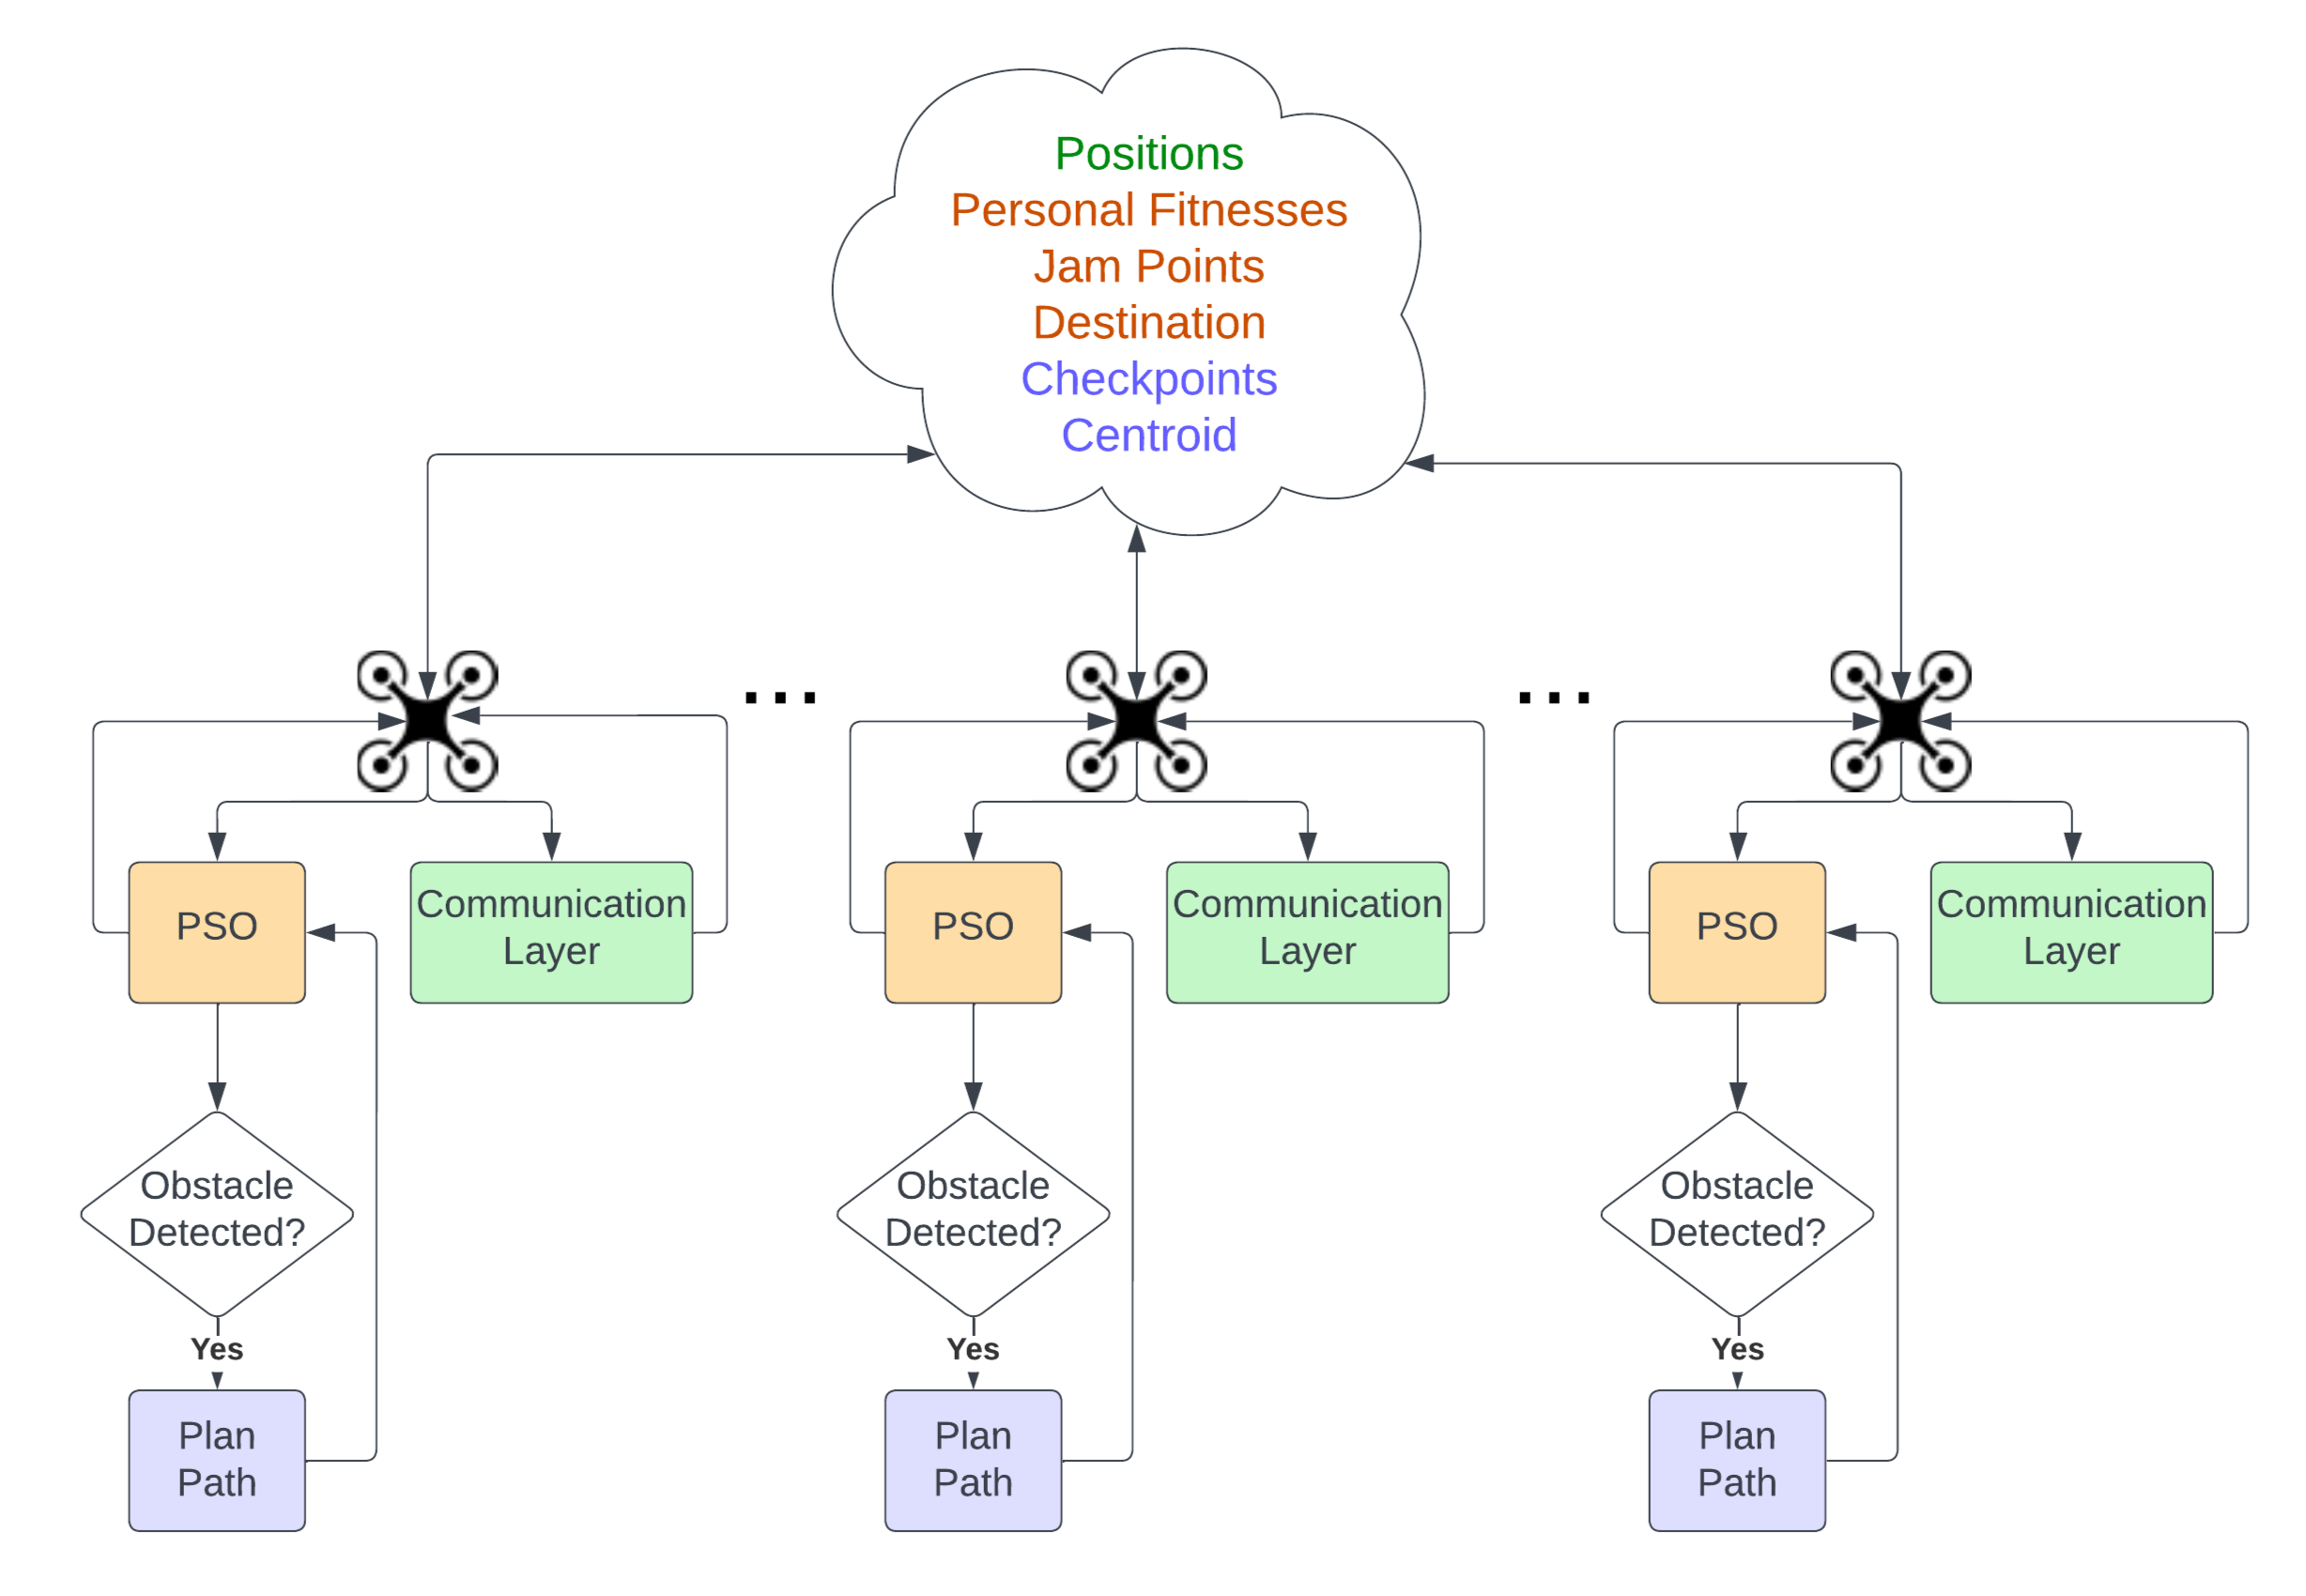 Positions
Personal Fitnesses
Jam Points
Destination
Checkpoints
Centroid
... ...
PSO
Communication
Layer
PSO
Communication
Layer
PSO
Communication
Layer
Obstacle
Detected?
Obstacle
Detected?
Obstacle
Detected?
Yes
Yes
Yes
Plan
Path
Plan
Path
Plan
Path